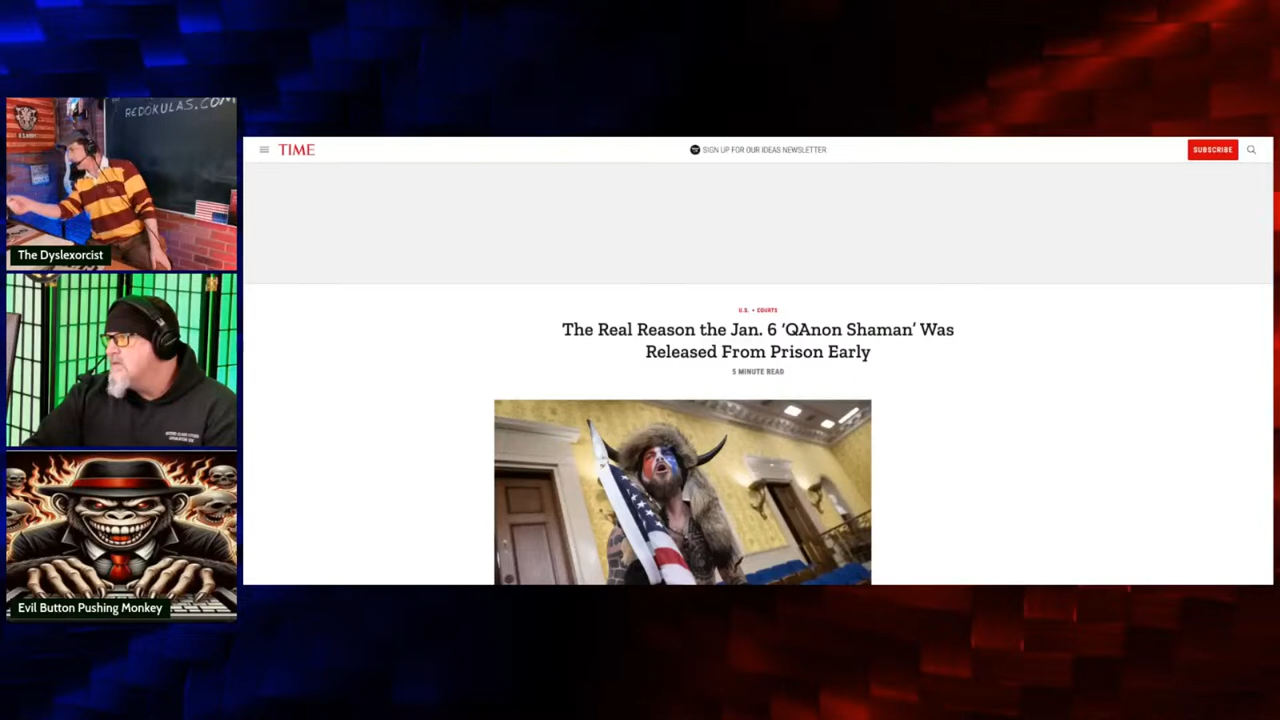 REDOKULAS.COM
The Dyslexorcist
Evil Button Pushing Monkey
TIME
SIGN UP FOR OUR IDEAS NEWSLETTER
SUBSCRIBE
U.S. • COURTS
The Real Reason the Jan. 6 ‘QAnon Shaman’ Was
Released From Prison Early
5 MINUTE READ